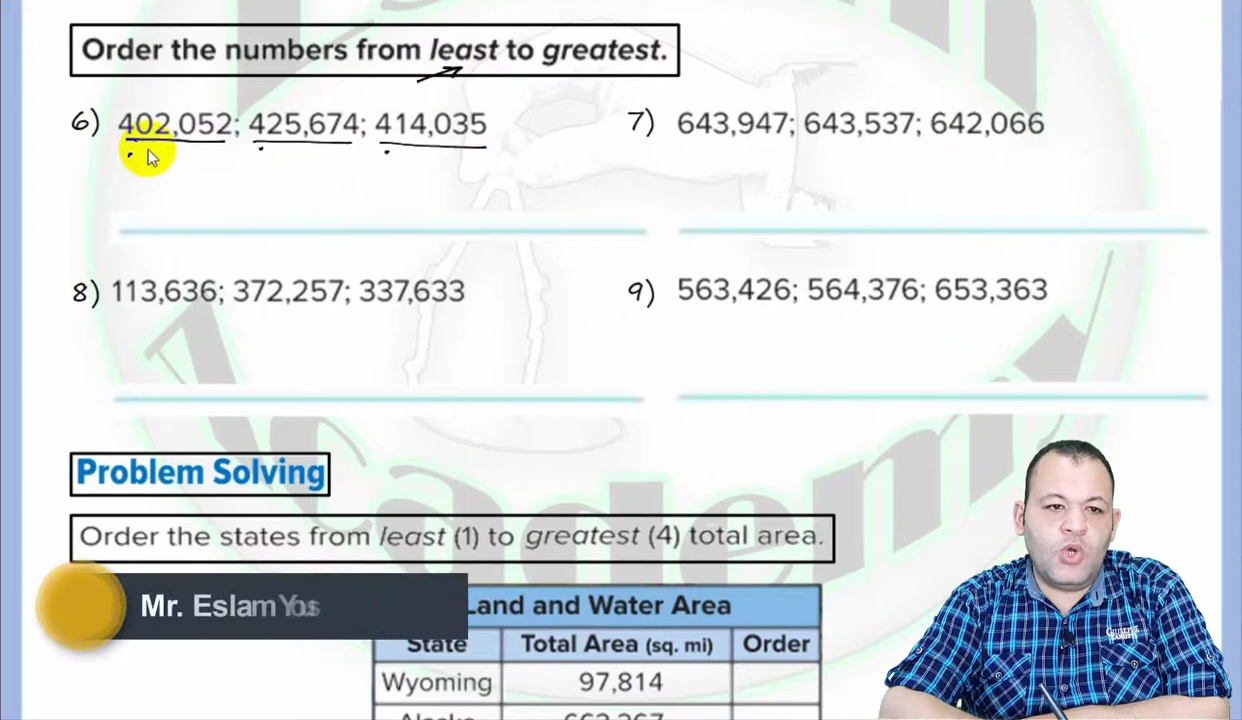 Order the numbers from least to greatest.
6) 402,052; 425,674; 414,035
7) 643,947; 643,537; 642,066
8) 113,636; 372,257; 337,633
9) 563,426; 564,376; 653,363
Problem Solving
Order the states from least (1) to greatest (4) total area.
Mr. Eslam
Land and Water Area
State Total Area (sq. mi) Order
Wyoming 97,814